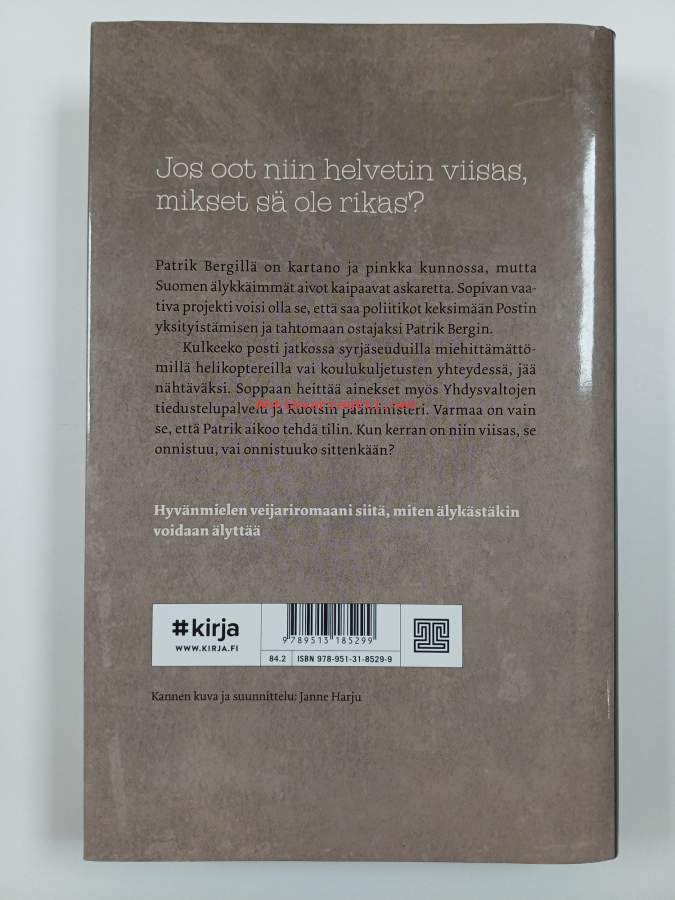 Jos oot niin helvetin viisas,
mikset sä ole rikas?
Patrik Bergillä on kartano ja pinkka kunnossa, mutta
Suomen älykkäimmät aivot kaipaavat askaretta. Sopivan vaa-
tiva projekti voisi olla se, että saa poliitikot keksimään Postin
yksityistämisen ja tahtomaan ostajaksi Patrik Bergin.
Kulkeeko posti jatkossa syrjäseuduilla miehittämättö-
millä helikoptereilla vai koulukuljetusten yhteydessä, jää
nähtäväksi. Soppaan heittää ainekset myös Yhdysvaltojen
tiedustelupalvelu ja Ruotsin pääministeri. Varmaa on vain
se, että Patrik aikoo tehdä tilin. Kun kerran on niin viisas, se
onnistuu, vai onnistuuko sittenkään?
Hyvänmielen veijariromaani siitä, miten älykästäkin
voidaan älyttää
#kirja
WWW.KIRJA.FI
9 789513 185299
84.2 ISBN 978-951-31-8529-9
Kannen kuva ja suunnittelu: Janne Harju